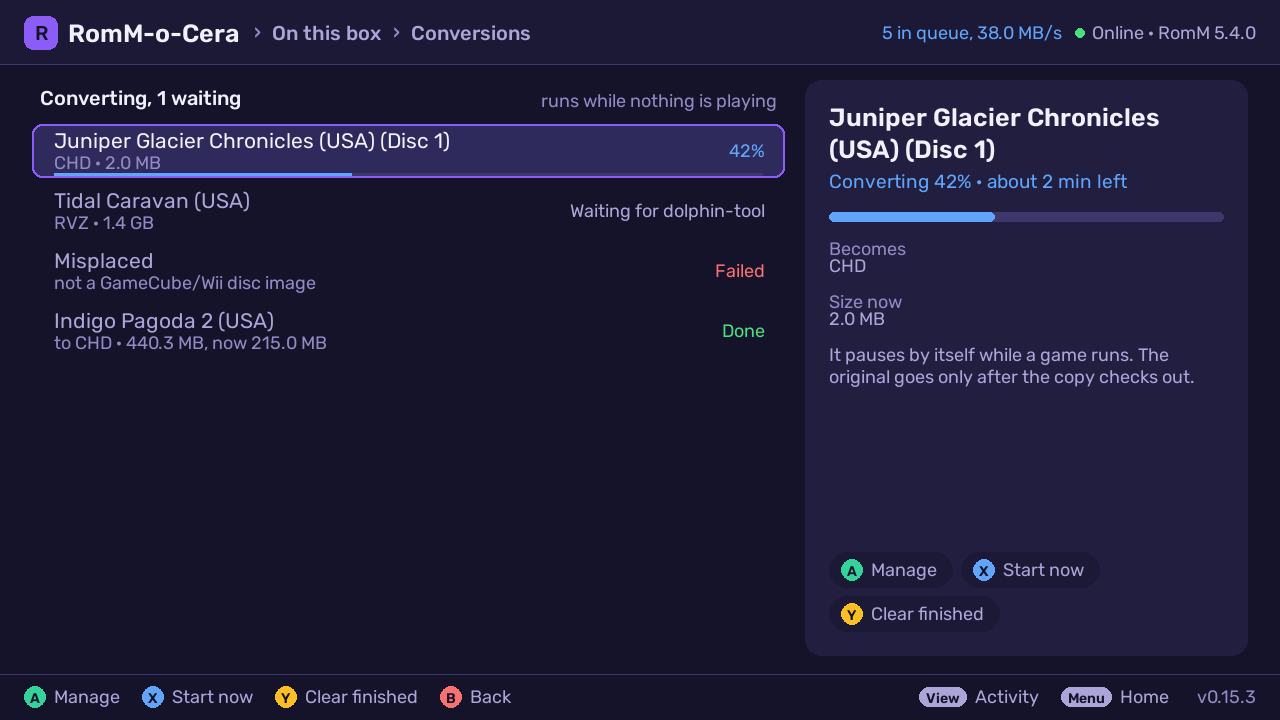 R RomM-o-Cera › On this box › Conversions
5 in queue, 38.0 MB/s Online • RomM 5.4.0
Converting, 1 waiting
runs while nothing is playing
Juniper Glacier Chronicles (USA) (Disc 1)
CHD • 2.0 MB
42%
Tidal Caravan (USA)
RVZ • 1.4 GB
Waiting for dolphin-tool
Misplaced
not a GameCube/Wii disc image
Failed
Indigo Pagoda 2 (USA)
to CHD • 440.3 MB, now 215.0 MB
Done
Juniper Glacier Chronicles
(USA) (Disc 1)
Converting 42% • about 2 min left
Becomes
CHD
Size now
2.0 MB
It pauses by itself while a game runs. The
original goes only after the copy checks out.
A Manage X Start now
Y Clear finished
A Manage X Start now Y Clear finished B Back
View Activity Menu Home v0.15.3